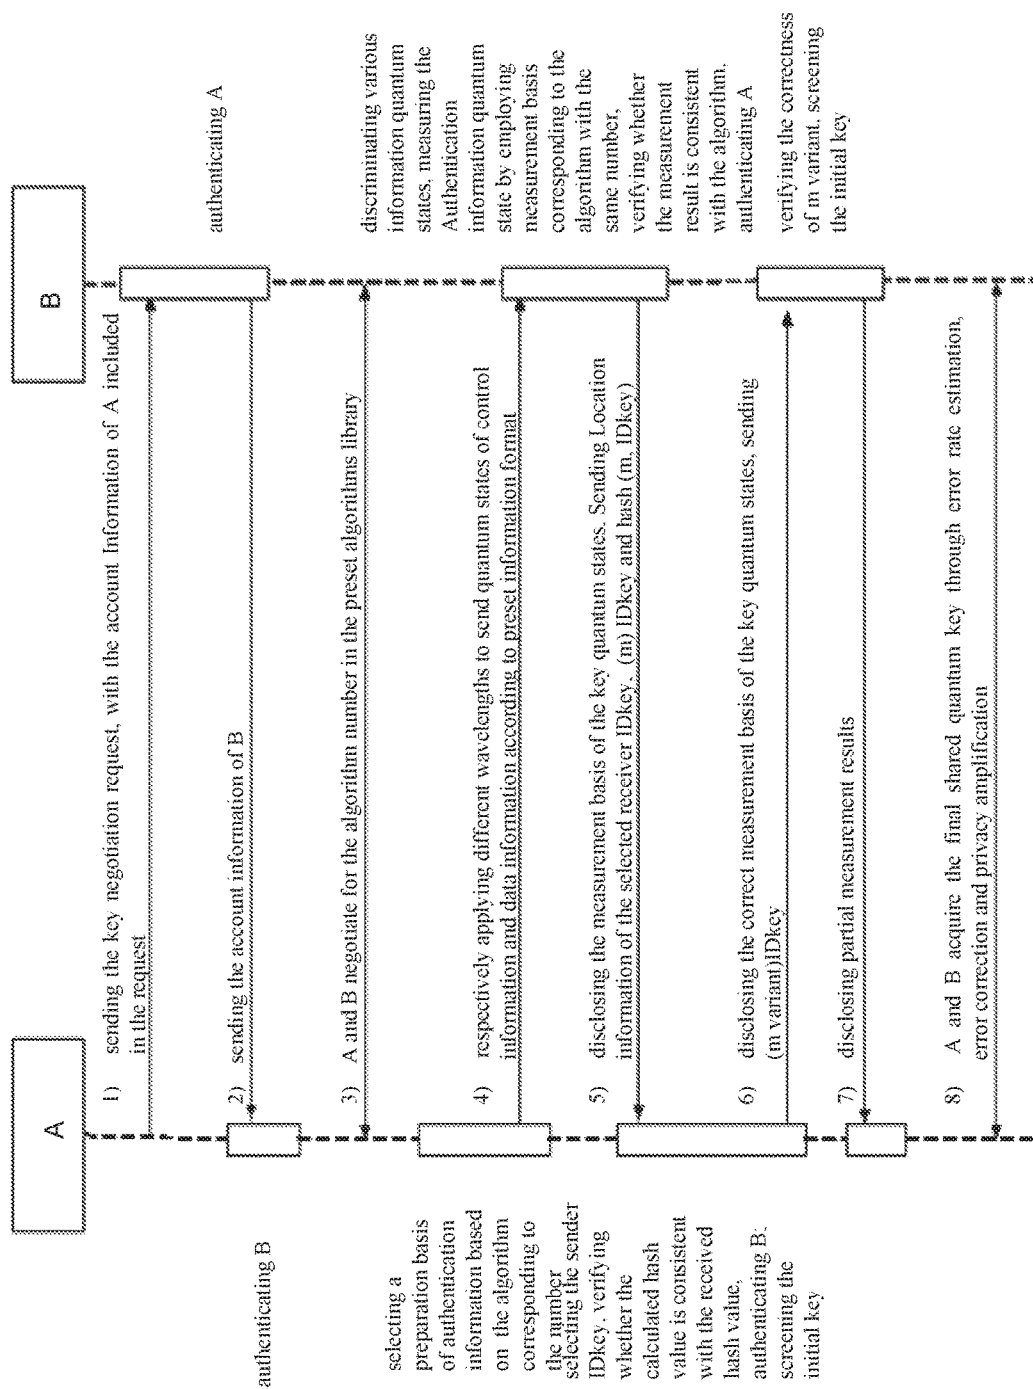 A
B
1) sending the key negotiation request, with the account Information of A included
in the request
authenticating A
2) sending the account information of B
authenticating B
3) A and B negotiate for the algorithm number in the preset algorithms library
selecting a
preparation basis
of authentication
information based
on the algorithm
corresponding to
the number
4) respectively applying different wavelengths to send quantum states of control
information and data information according to preset information format
discriminating various
information quantum
states, measuring the
Authentication
information quantum
state by employing
measurement basis
corresponding to the
algorithm with the
same number,
verifying whether
the measurement
result is consistent
with the algorithm,
authenticating A
5) disclosing the measurement basis of the key quantum states. Sending Location
information of the selected receiver IDkey, (m) IDkey and hash (m, IDkey)
selecting the sender
IDkey, verifying
whether the
calculated hash
value is consistent
with the received
hash value,
authenticating B.
screening the
initial key
6) disclosing the correct measurement basis of the key quantum states, sending
(m variant)IDkey
verifying the correctness
of m variant, screening
the initial key
7) disclosing partial measurement results
8) A and B acquire the final shared quantum key through error rate estimation,
error correction and privacy amplification